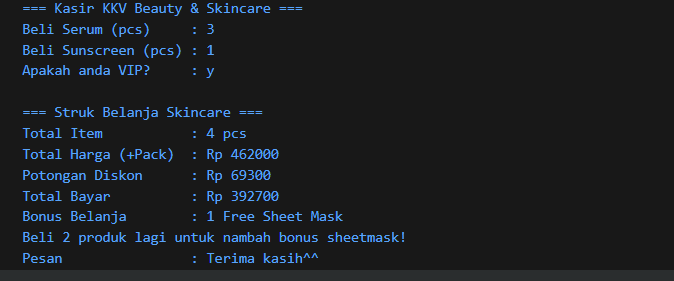 === Kasir KKV Beauty & Skincare ===
Beli Serum (pcs)     : 3
Beli Sunscreen (pcs) : 1
Apakah anda VIP?     : y

=== Struk Belanja Skincare ===
Total Item           : 4 pcs
Total Harga (+Pack)  : Rp 462000
Potongan Diskon      : Rp 69300
Total Bayar          : Rp 392700
Bonus Belanja        : 1 Free Sheet Mask
Beli 2 produk lagi untuk nambah bonus sheetmask!
Pesan                : Terima kasih^^